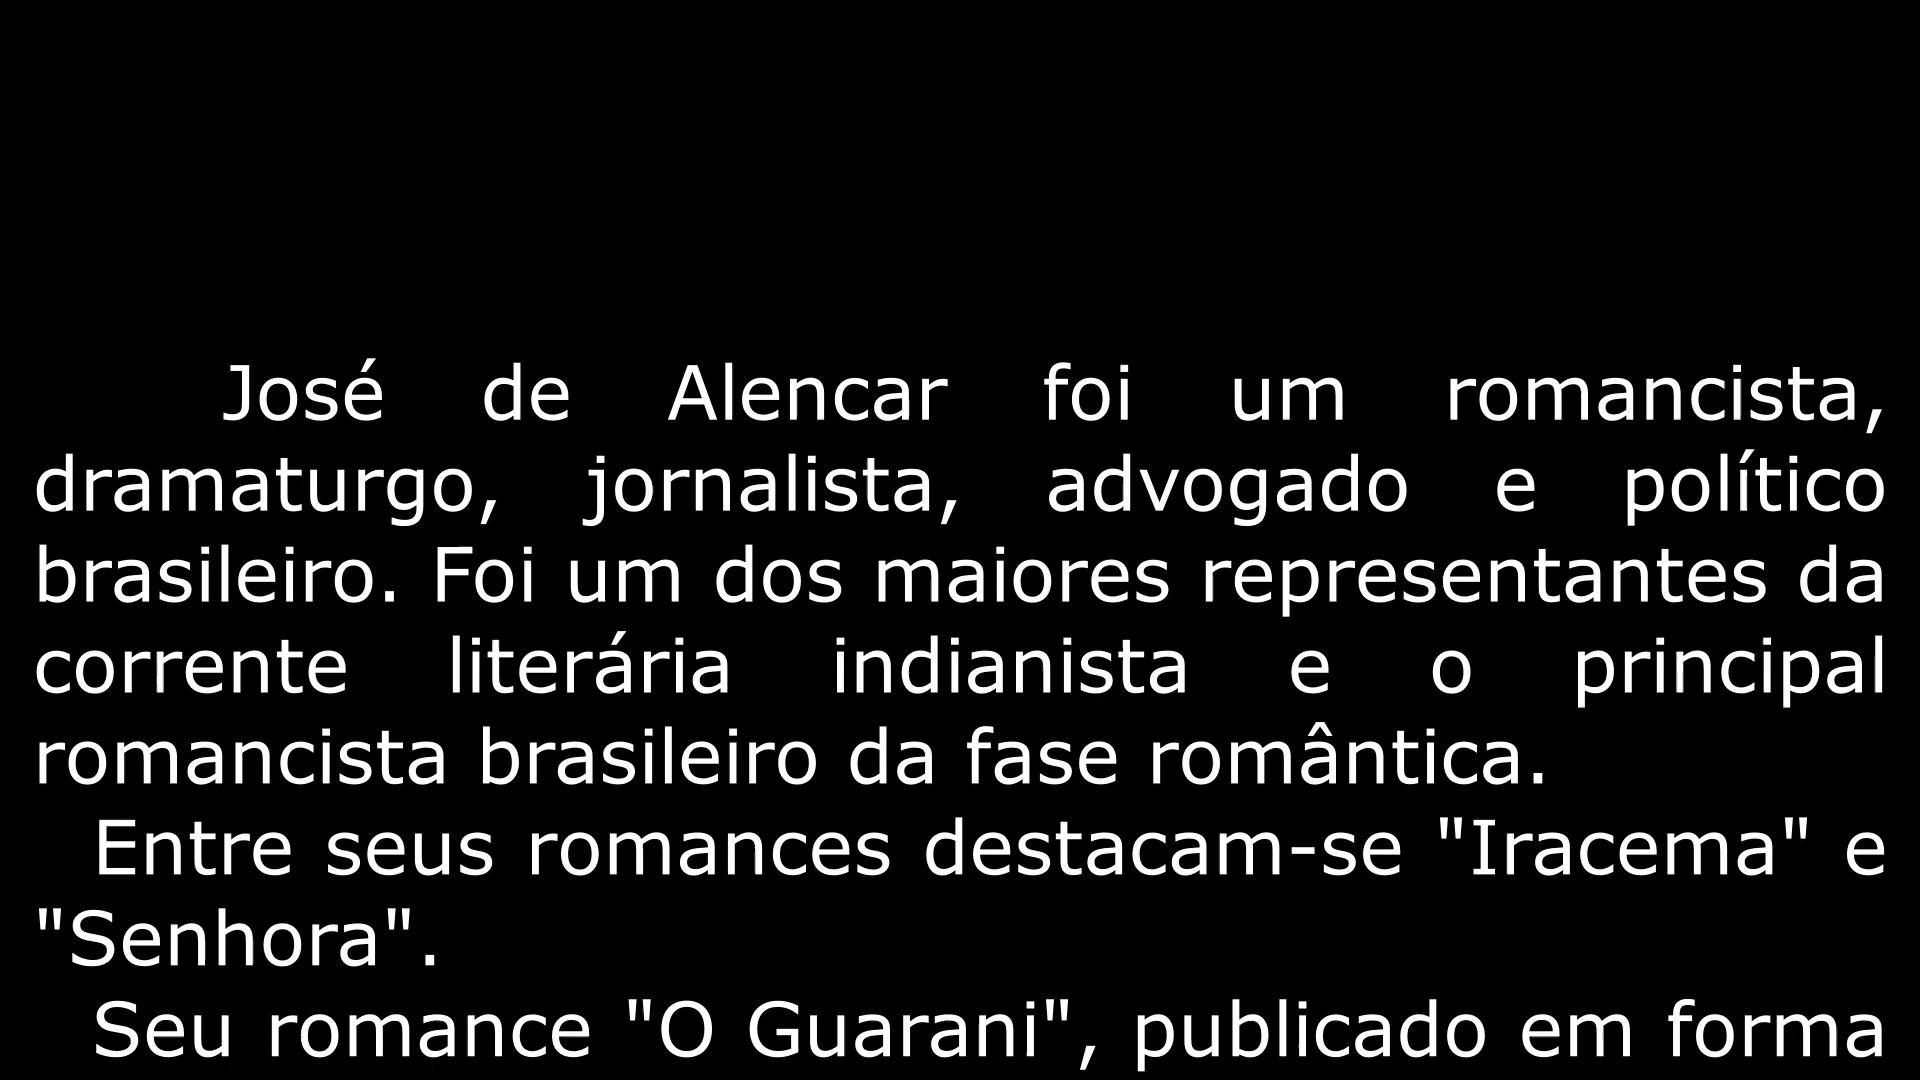 José de Alencar foi um romancista,
dramaturgo, jornalista, advogado e político
brasileiro. Foi um dos maiores representantes da
corrente literária indianista e o principal
romancista brasileiro da fase romântica.
Entre seus romances destacam-se "Iracema" e
"Senhora".
Seu romance "O Guarani", publicado em forma